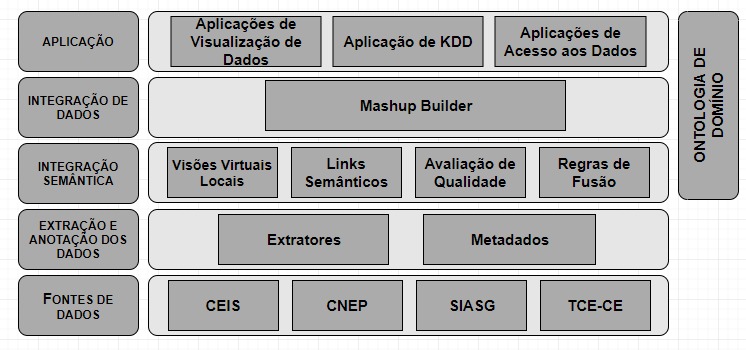 APLICAÇÃO
Aplicações de
Visualização de
Dados
Aplicação de KDD
Aplicações de
Acesso aos Dados
INTEGRAÇÃO DE
DADOS
Mashup Builder
INTEGRAÇÃO
SEMÂNTICA
Visões Virtuais
Locais
Links
Semânticos
Avaliação de
Qualidade
Regras de
Fusão
EXTRAÇÃO E
ANOTAÇÃO DOS
DADOS
Extratores
Metadados
FONTES DE
DADOS
CEIS
CNEP
SIASG
TCE-CE
ONTOLOGIA DE
DOMÍNIO